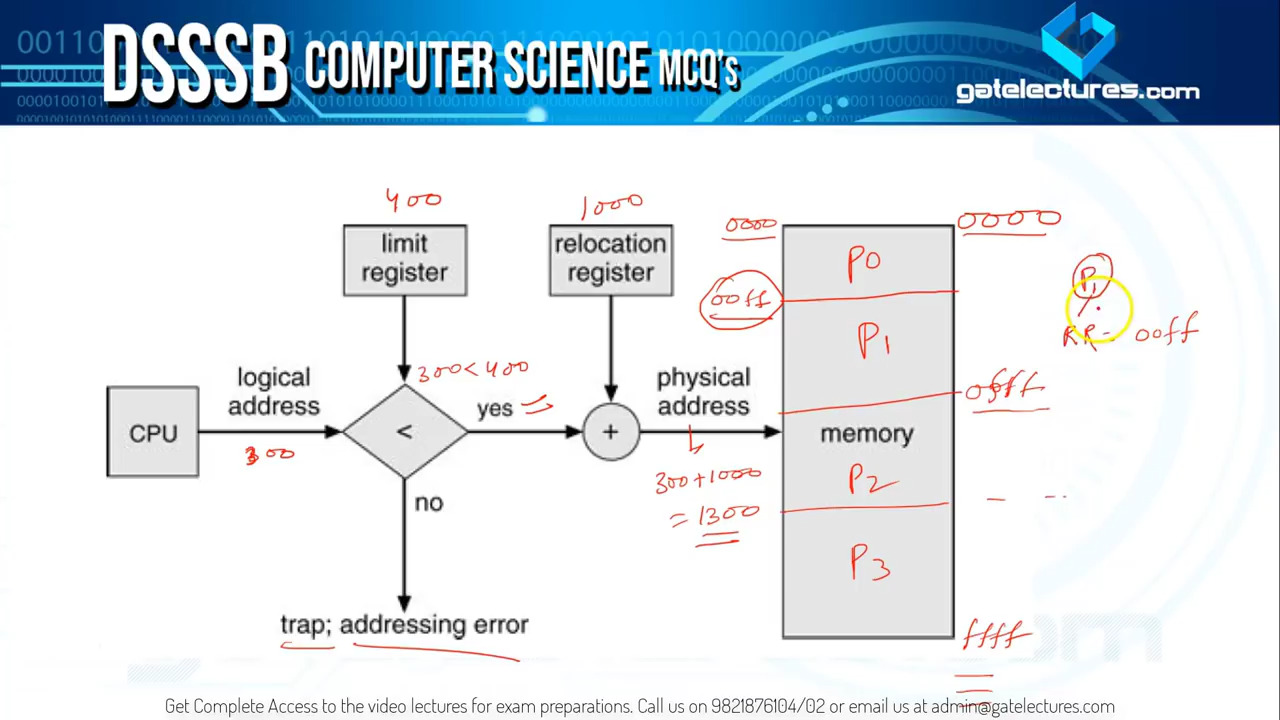 DSSSB COMPUTER SCIENCE MCQ's
gatelectures.com
400
1000
0000
0000
limit
register
relocation
register
P0
P1
00ff
P1
RR = 00ff
300<400
logical
address
yes
physical
address
0fff
CPU
<
+
memory
300
300+1000
= 1300
P2
no
P3
trap; addressing error
ffff
Get Complete Access to the video lectures for exam preparations. Call us on 9821876104/02 or email us at admin@gatelectures.com